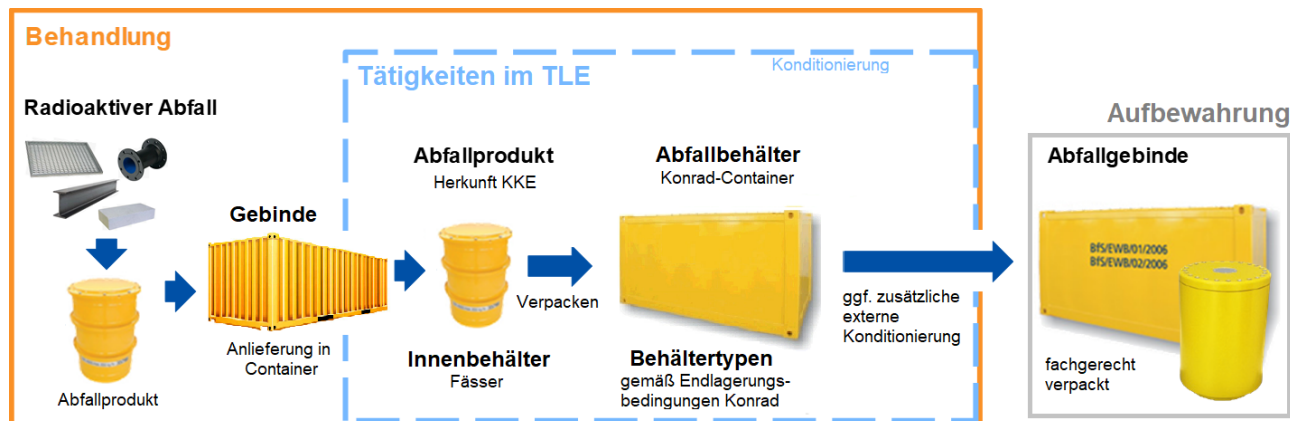 Behandlung
Tätigkeiten im TLE
Konditionierung
Radioaktiver Abfall
Abfallprodukt
Gebinde
Anlieferung in
Container
Abfallprodukt
Herkunft KKE
Innenbehälter
Fässer
Verpacken
Abfallbehälter
Konrad-Container
Behältertypen
gemäß Endlagerungs-
bedingungen Konrad
ggf. zusätzliche
externe
Konditionierung
Aufbewahrung
Abfallgebinde
BfS/EWB/01/2006
BfS/EWB/02/2006
fachgerecht
verpackt